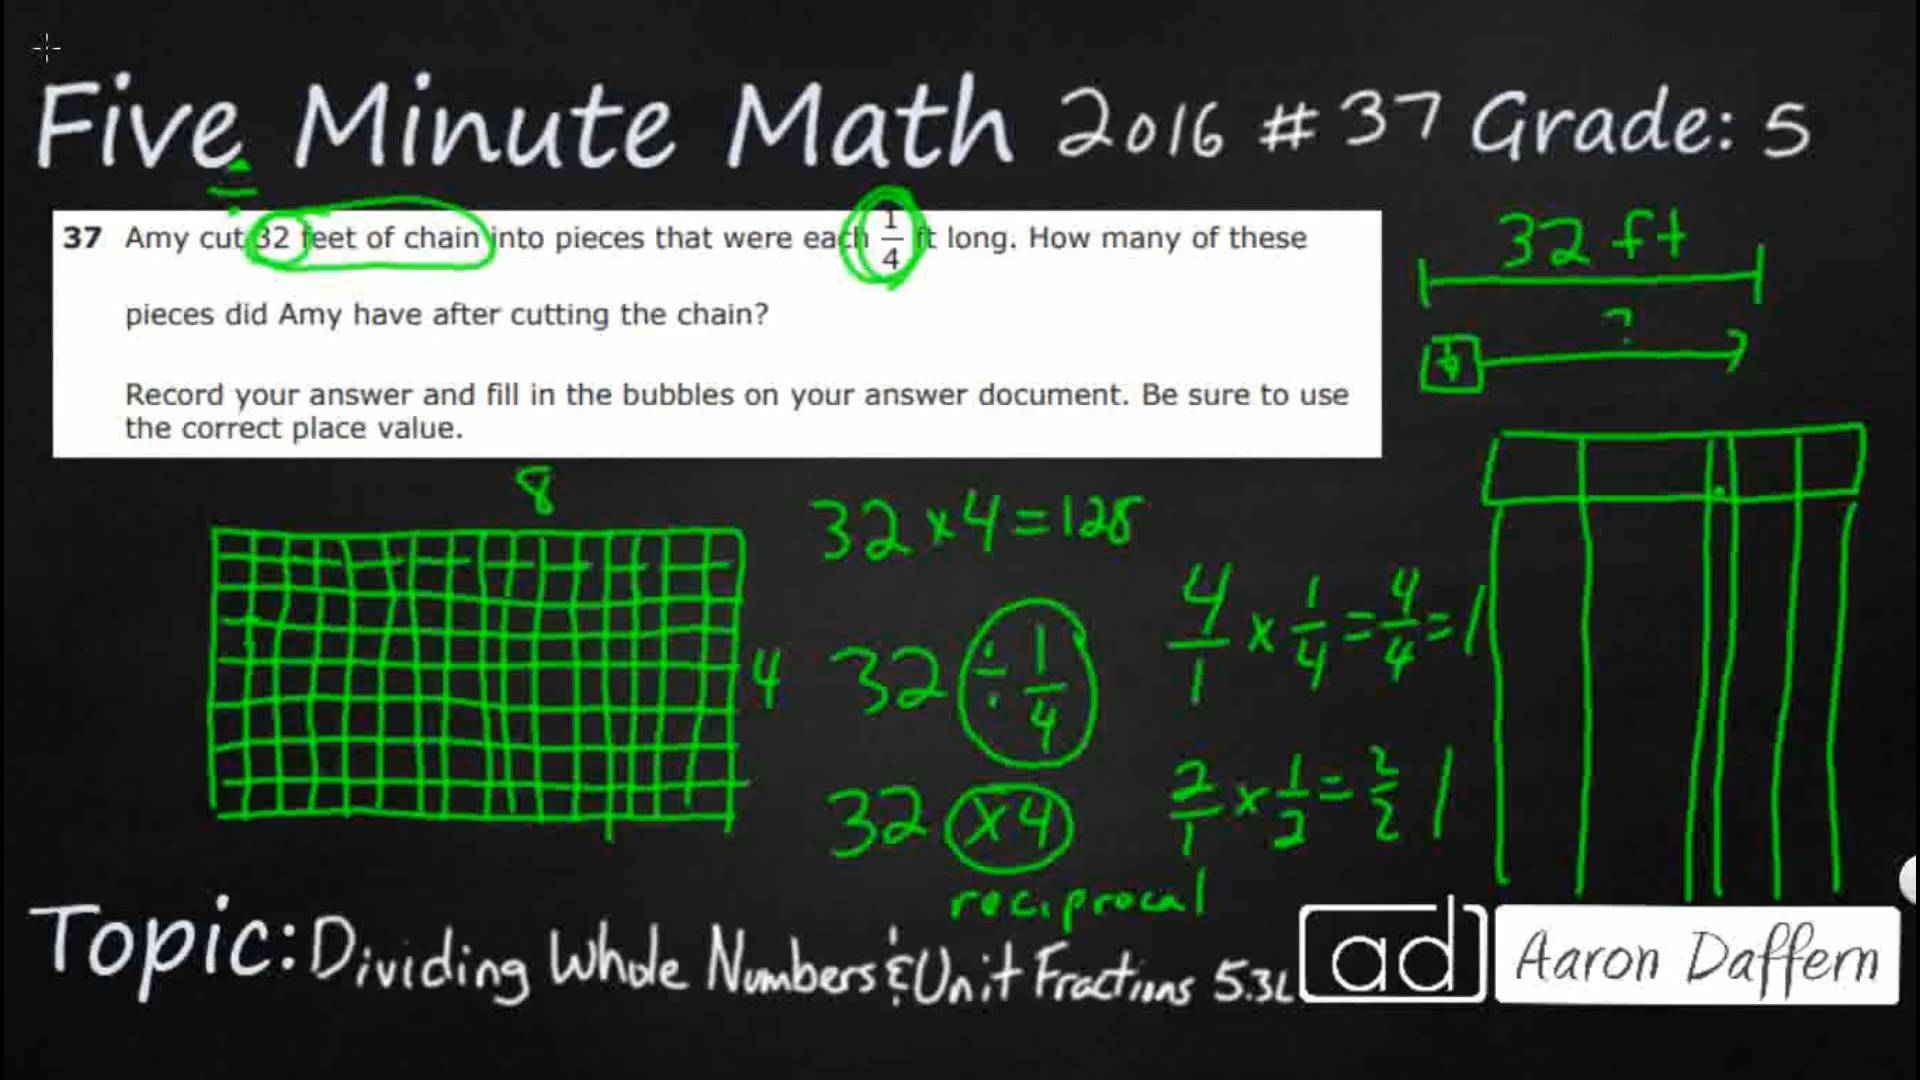 Five Minute Math 2016 # 37 Grade: 5
÷
37 Amy cut 32 feet of chain into pieces that were each 1/4 ft long. How many of these
pieces did Amy have after cutting the chain?
Record your answer and fill in the bubbles on your answer document. Be sure to use
the correct place value.
32 ft
?
1/4
8
4
32 x 4 = 128
32 ÷ 1/4
32 x 4
reciprocal
4/1 x 1/4 = 4/4 = 1
2/1 x 1/2 = 2/2 1
Topic: Dividing Whole Numbers & Unit Fractions 5.3L
ad Aaron Daffern